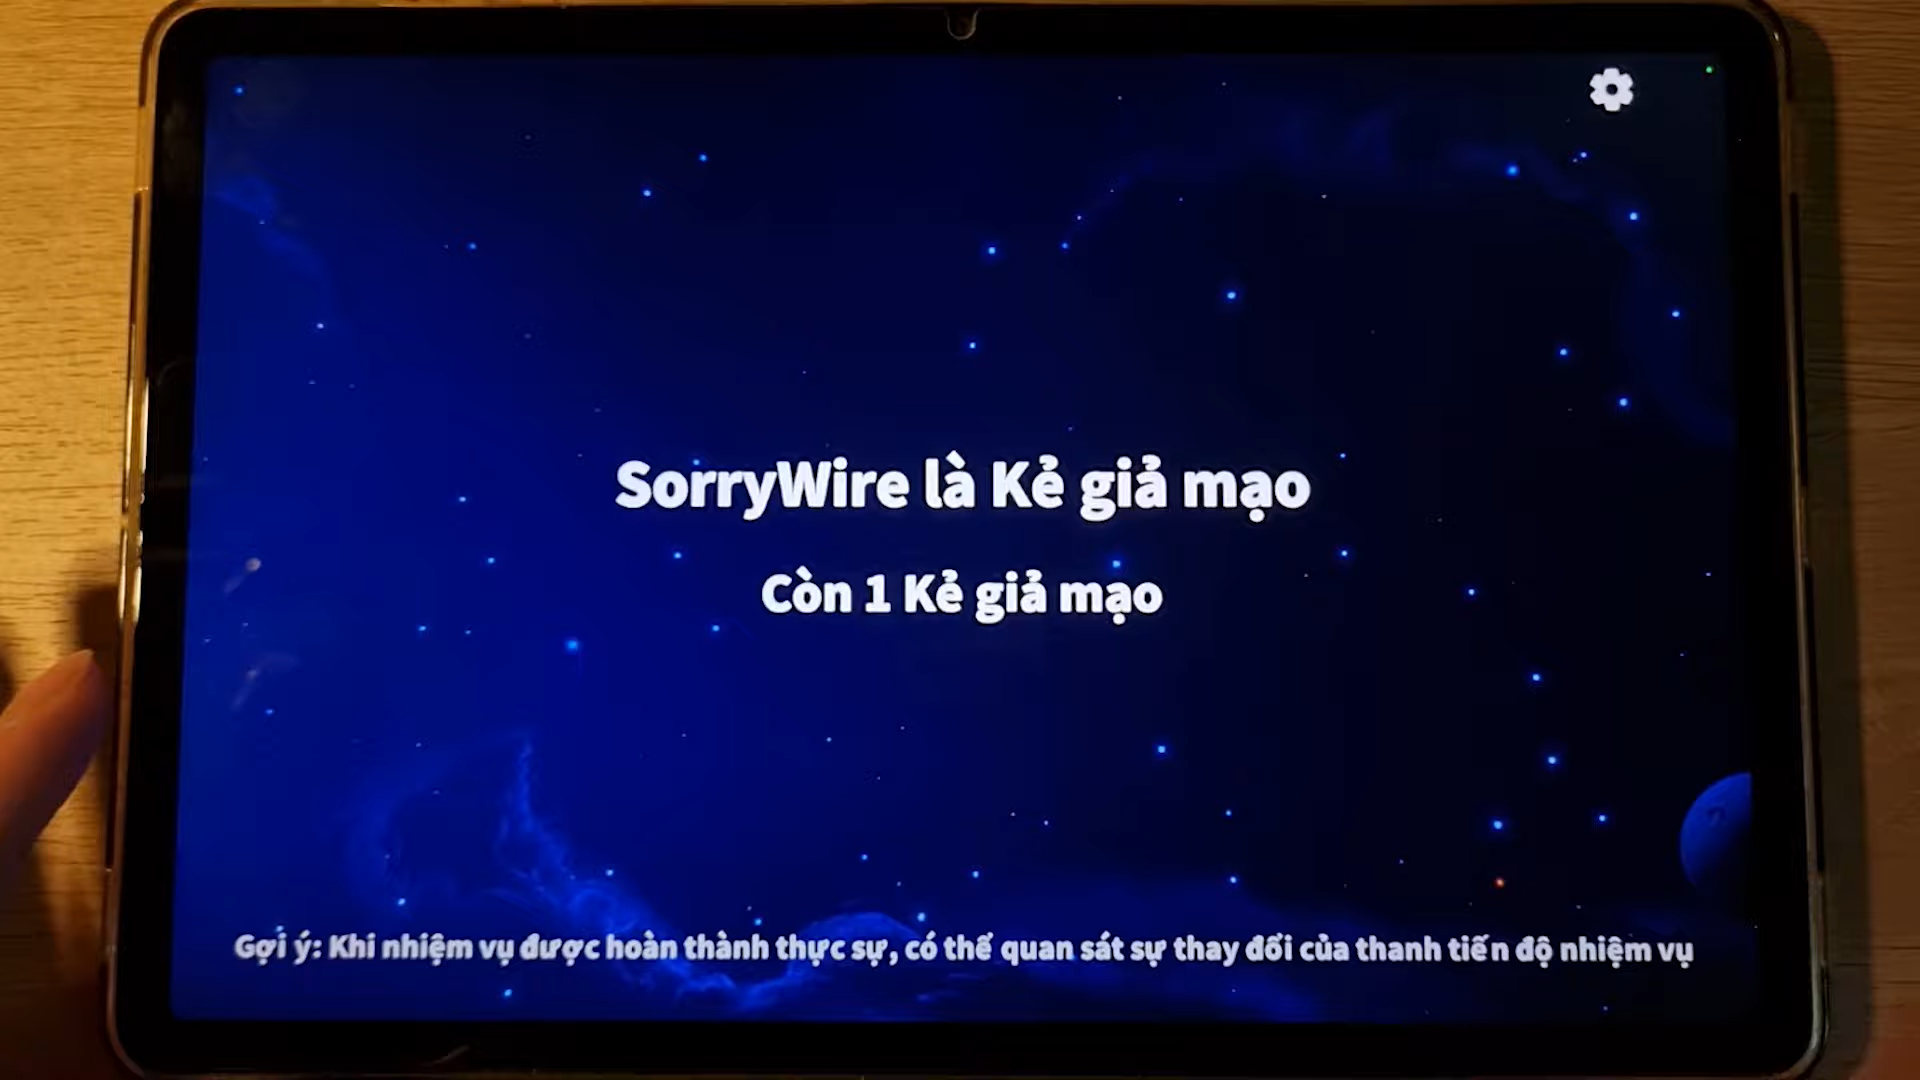 SorryWire là Kẻ giả mạo
Còn 1 Kẻ giả mạo
Gợi ý: Khi nhiệm vụ được hoàn thành thực sự, có thể quan sát sự thay đổi của thanh tiến độ nhiệm vụ